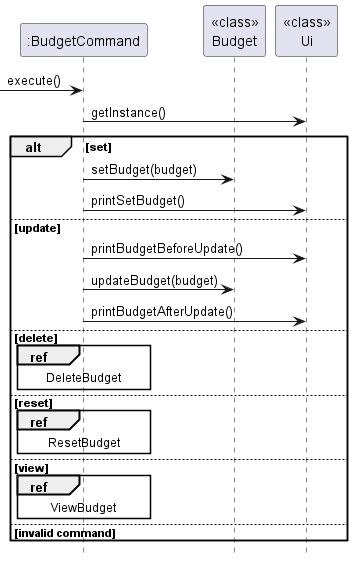 «class» «class»
:BudgetCommand Budget Ui
execute()
getInstance()
alt [set]
setBudget(budget)
printSetBudget()
[update]
printBudgetBeforeUpdate()
updateBudget(budget)
printBudgetAfterUpdate()
[delete]
ref
DeleteBudget
[reset]
ref
ResetBudget
[view]
ref
ViewBudget
[invalid command]